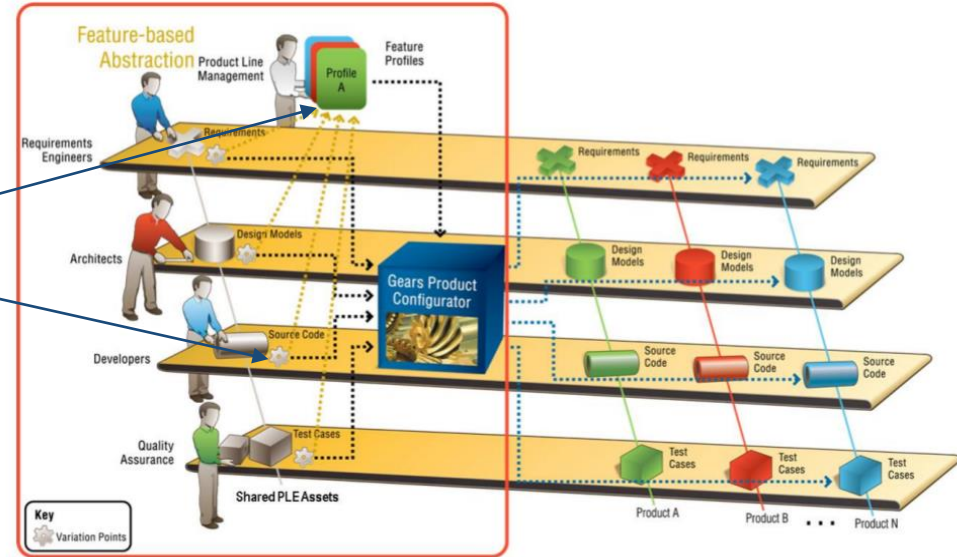 Feature-based
Abstraction
Product Line
Management
Profile
A
Feature
Profiles
Requirements
Engineers
Requirements
Requirements
Requirements
Requirements
Architects
Design Models
Gears Product
Configurator
Design
Models
Design
Models
Design
Models
Developers
Source Code
Source
Code
Source
Code
Source
Code
Quality
Assurance
Test Cases
Test
Cases
Test
Cases
Test
Cases
Shared PLE Assets
Product A
Product B
...
Product N
Key
Variation Points